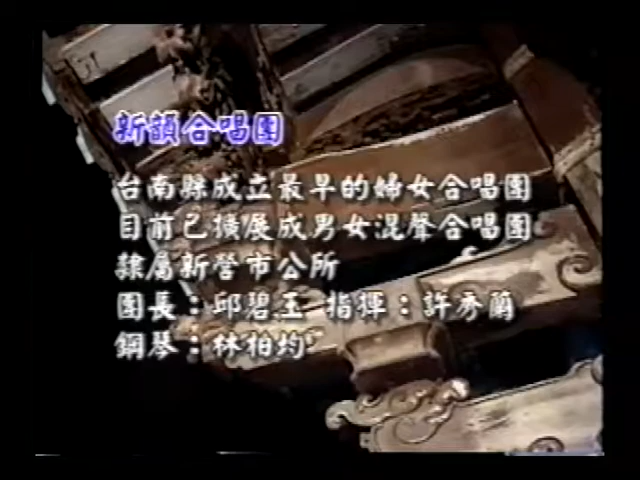 新韻合唱團
台南縣成立最早的婦女合唱團
目前已擴展成男女混聲合唱團
隸屬新營市公所
團長：邱碧玉 指揮：許秀蘭
鋼琴：林柏均